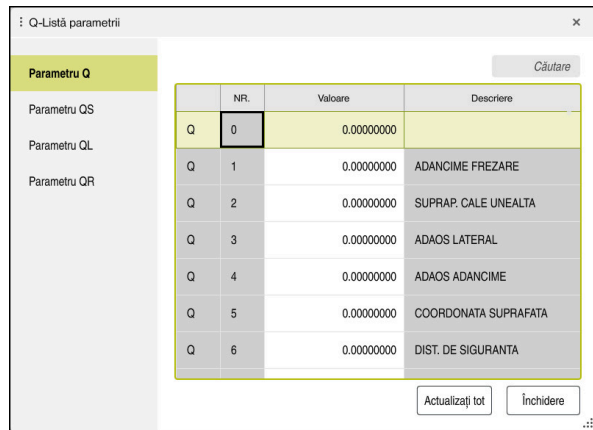 Q-Listă parametrii
Parametru Q
Parametru QS
Parametru QL
Parametru QR
Căutare
NR. Valoare Descriere
Q 0 0.00000000
Q 1 0.00000000 ADANCIME FREZARE
Q 2 0.00000000 SUPRAP. CALE UNEALTA
Q 3 0.00000000 ADAOS LATERAL
Q 4 0.00000000 ADAOS ADANCIME
Q 5 0.00000000 COORDONATA SUPRAFATA
Q 6 0.00000000 DIST. DE SIGURANTA
Actualizați tot Închidere